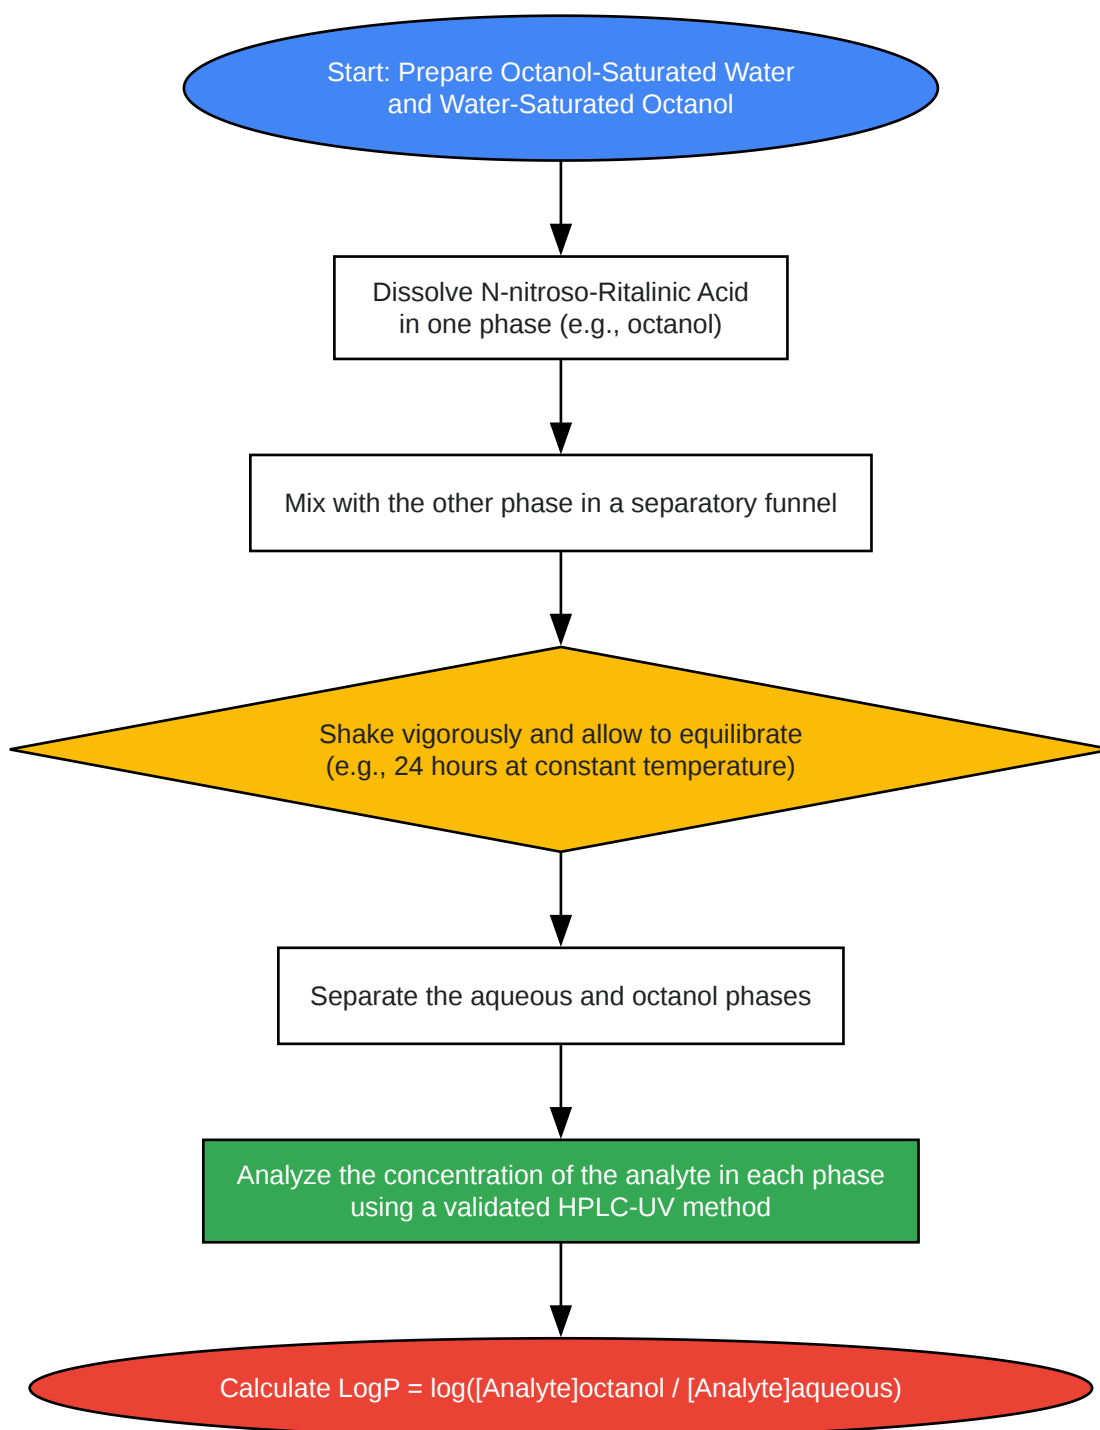 Start: Prepare Octanol-Saturated Water
and Water-Saturated Octanol
Dissolve N-nitroso-Ritalinic Acid
in one phase (e.g., octanol)
Mix with the other phase in a separatory funnel
Shake vigorously and allow to equilibrate
(e.g., 24 hours at constant temperature)
Separate the aqueous and octanol phases
Analyze the concentration of the analyte in each phase
using a validated HPLC-UV method
Calculate LogP = log([Analyte]octanol / [Analyte]aqueous)